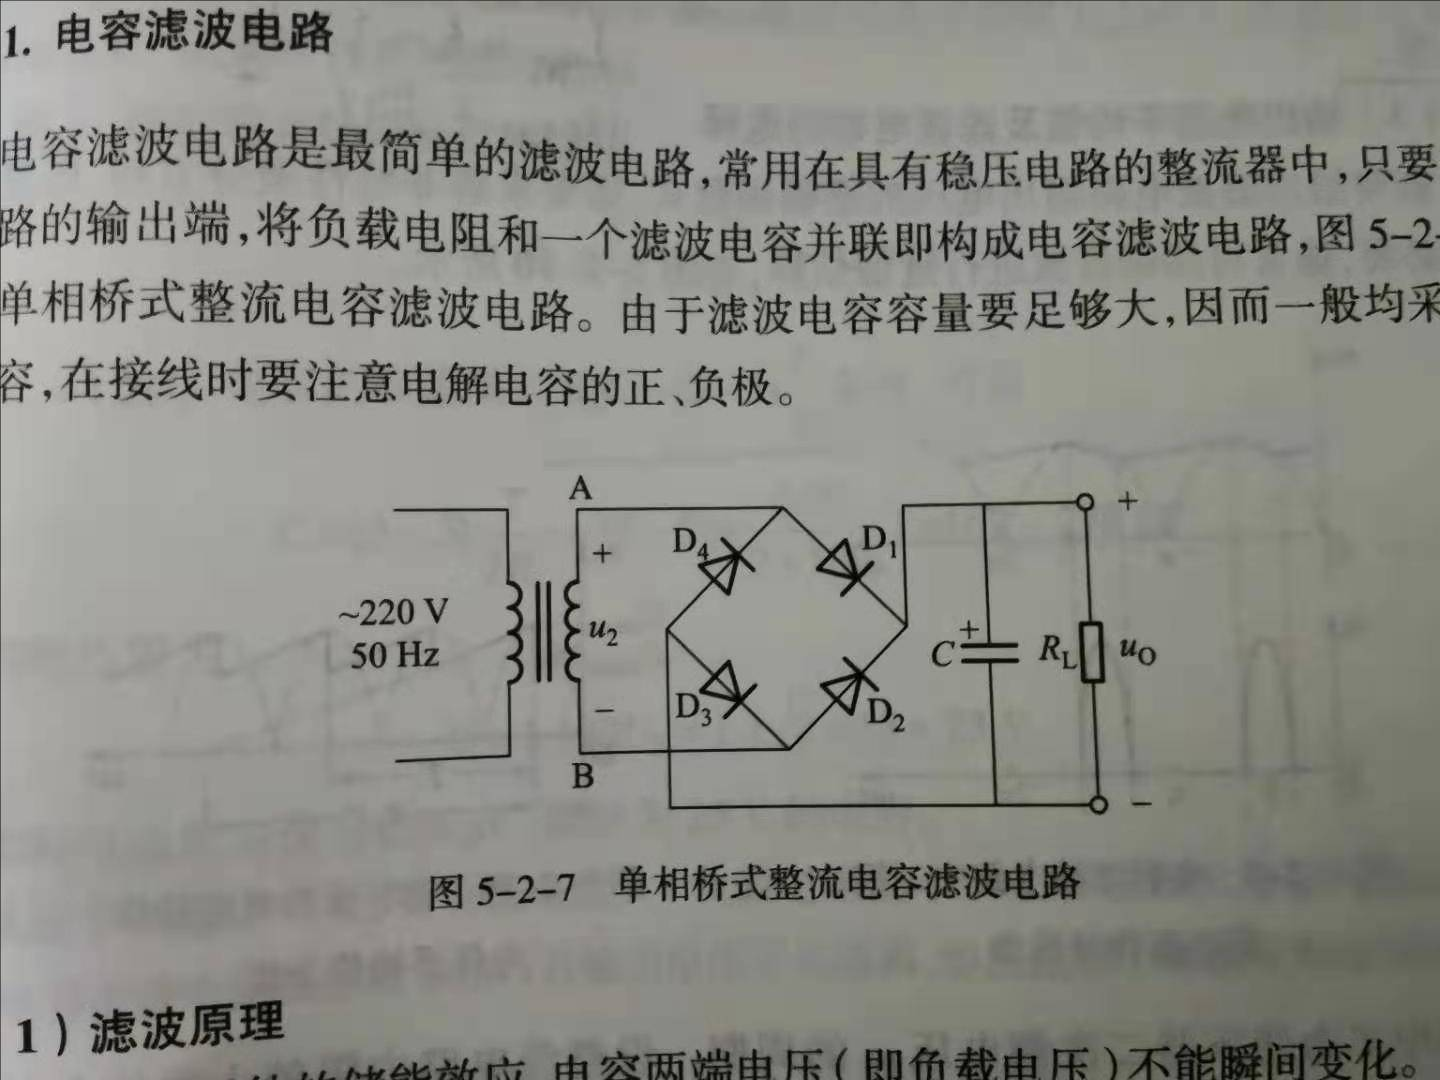 1. 电容滤波电路
电容滤波电路是最简单的滤波电路,常用在具有稳压电路的整流器中,只要
路的输出端,将负载电阻和一个滤波电容并联即构成电容滤波电路,图 5-2-
单相桥式整流电容滤波电路。由于滤波电容容量要足够大,因而一般均采
容,在接线时要注意电解电容的正、负极。
A
+
D4
D1
+
~220 V
50 Hz
u2
C
+
RL
uO
−
D3
D2
B
−
图 5-2-7 单相桥式整流电容滤波电路
1) 滤波原理
的储能效应,电容两端电压(即负载电压)不能瞬间变化。